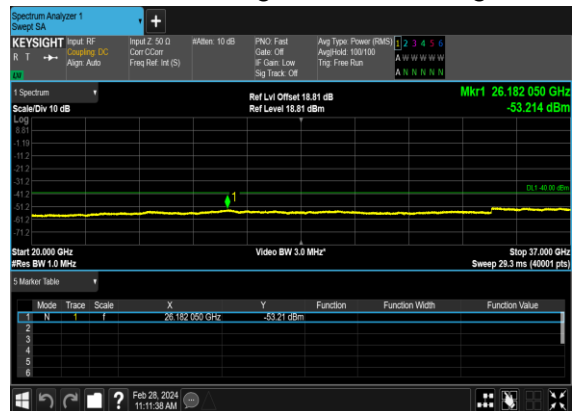 Spectrum Analyzer 1
Swept SA
+
KEYSIGHT Input: RF Input Z: 50 Ω #Atten: 10 dB PNO: Fast Avg Type: Power (RMS) 1 2 3 4 5 6
R T Coupling: DC Corr CCorr Gate: Off Avg|Hold: 100/100 A W W W W W
Align: Auto Freq Ref: Int (S) IF Gain: Low Trig: Free Run
LW Sig Track: Off A N N N N N
1 Spectrum Ref Lvl Offset 18.81 dB Mkr1 26.182 050 GHz
Scale/Div 10 dB Ref Level 18.81 dBm -53.214 dBm
Log
8.81
-1.19
-11.2
-21.2
-31.2
DL1 -40.00 dBm
-41.2
1
-51.2
-61.2
-71.2
Start 20.000 GHz Video BW 3.0 MHz* Stop 37.000 GHz
#Res BW 1.0 MHz Sweep 29.3 ms (40001 pts)
5 Marker Table
Mode Trace Scale X Y Function Function Width Function Value
1 N 1 f 26.182 050 GHz -53.21 dBm
2
3
4
5
6
? Feb 28, 2024
11:11:38 AM